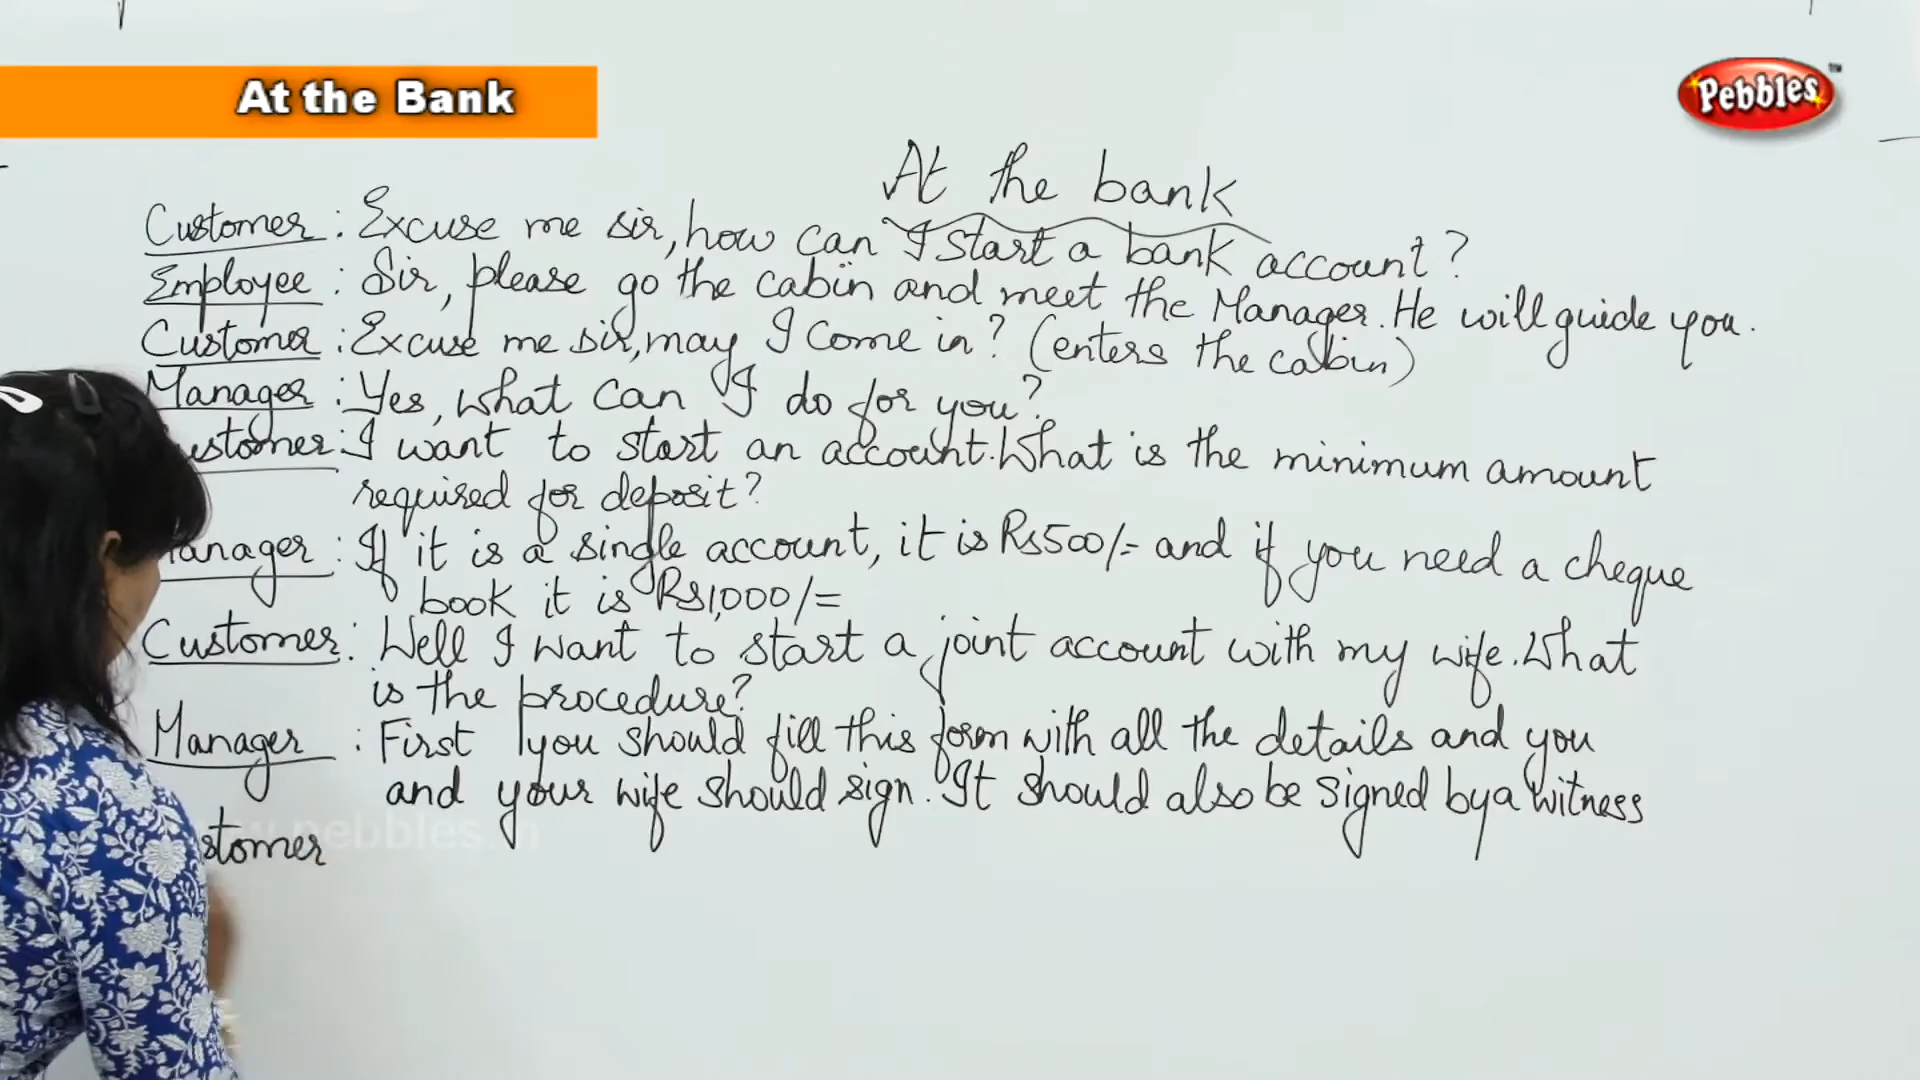 At the Bank
Pebbles™
At the bank
Customer : Excuse me sir, how can I start a bank account?
Employee : Sir, please go the cabin and meet the Manager. He will guide you.
Customer : Excuse me sir, may I come in? (enters the cabin)
Manager : Yes, what can I do for you?
ustomer : I want to start an account. What is the minimum amount
required for deposit?
anager : If it is a single account, it is Rs500/= and if you need a cheque
book it is Rs1,000/=
Customer : Well I want to start a joint account with my wife. What
is the procedure?
Manager : First you should fill this form with all the details and you
and your wife should sign. It should also be signed by a witness
stomer
www.pebbles.in